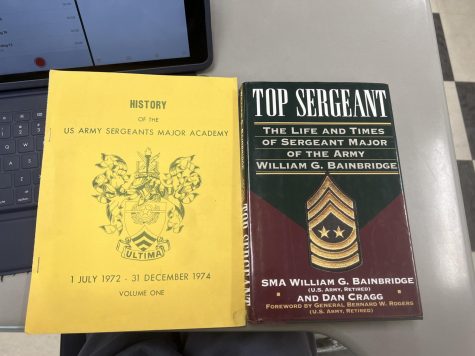 HISTORY
OF THE
US ARMY SERGEANTS MAJOR ACADEMY
ULTIMA
1 JULY 1972 - 31 DECEMBER 1974
VOLUME ONE
TOP SERGEANT
THE LIFE AND TIMES
OF SERGEANT MAJOR
OF THE ARMY
WILLIAM G. BAINBRIDGE
SMA WILLIAM G. BAINBRIDGE
(U.S. ARMY, RETIRED)
AND DAN CRAGG
FOREWORD BY GENERAL BERNARD W. ROGERS
(U.S. ARMY, RETIRED)